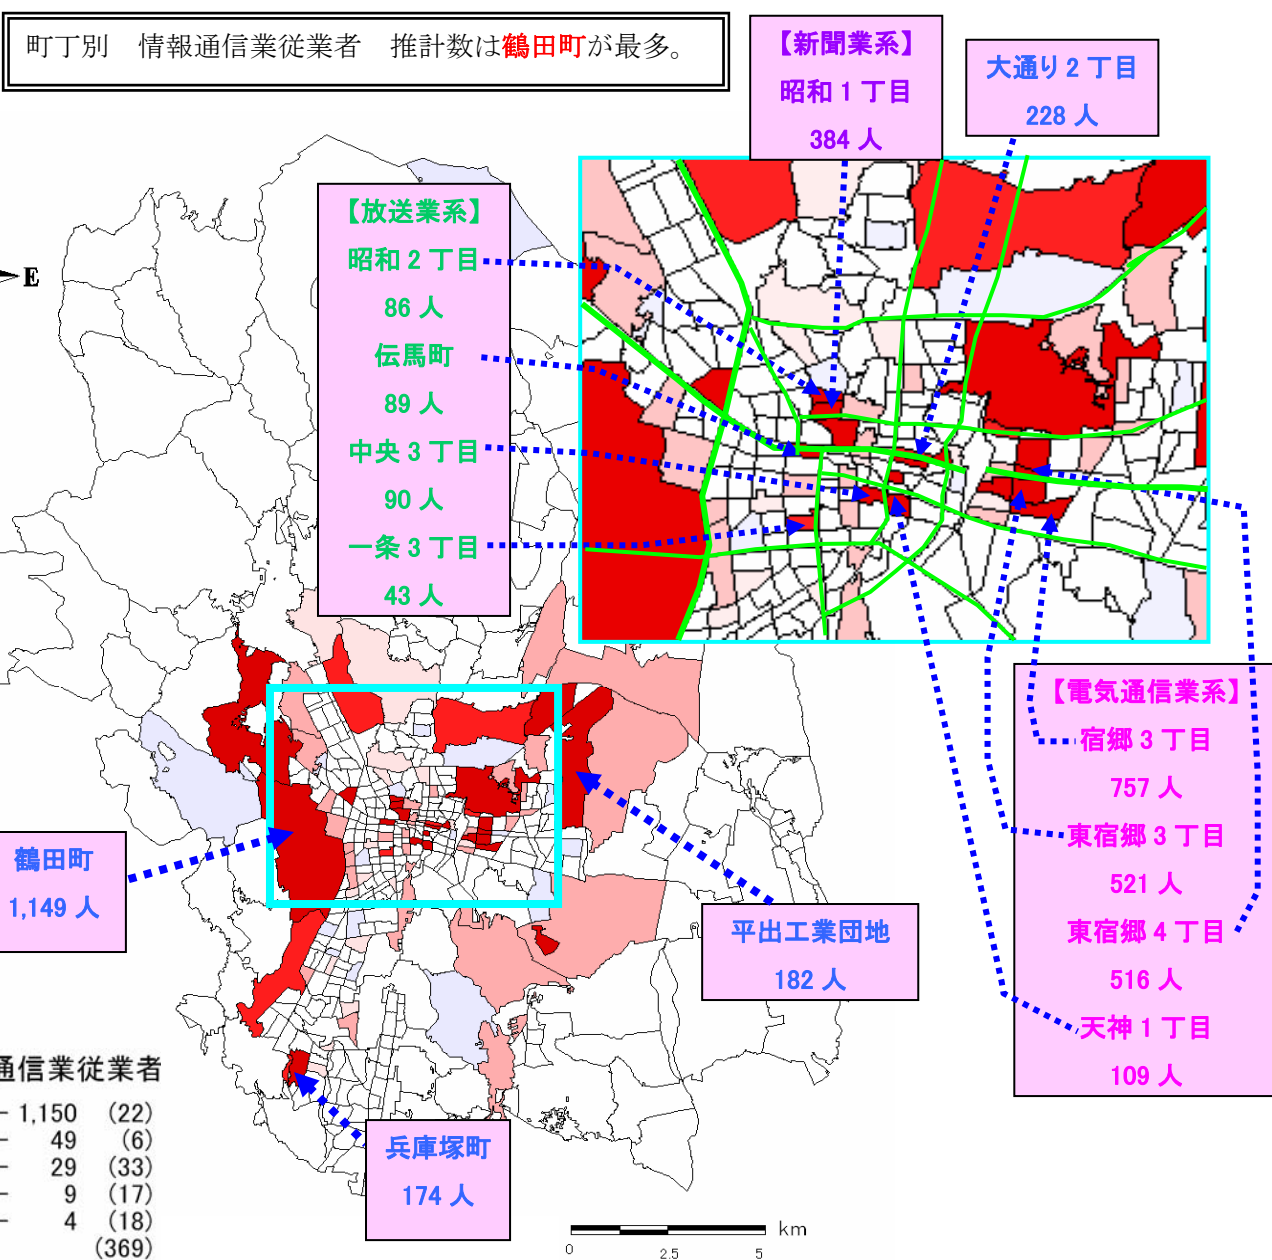 町丁別　情報通信業従業者　推計数は鶴田町が最多。
【新聞業系】
昭和１丁目
384 人
大通り２丁目
228 人
【放送業系】
昭和２丁目
86 人
伝馬町
89 人
中央３丁目
90 人
一条３丁目
43 人
E
【電気通信業系】
宿郷３丁目
757 人
東宿郷３丁目
521 人
東宿郷４丁目
516 人
天神１丁目
109 人
鶴田町
1,149 人
平出工業団地
182 人
兵庫塚町
174 人
通信業従業者
- 1,150 (22)
- 49 (6)
- 29 (33)
- 9 (17)
- 4 (18)
(369)
km
0 2.5 5